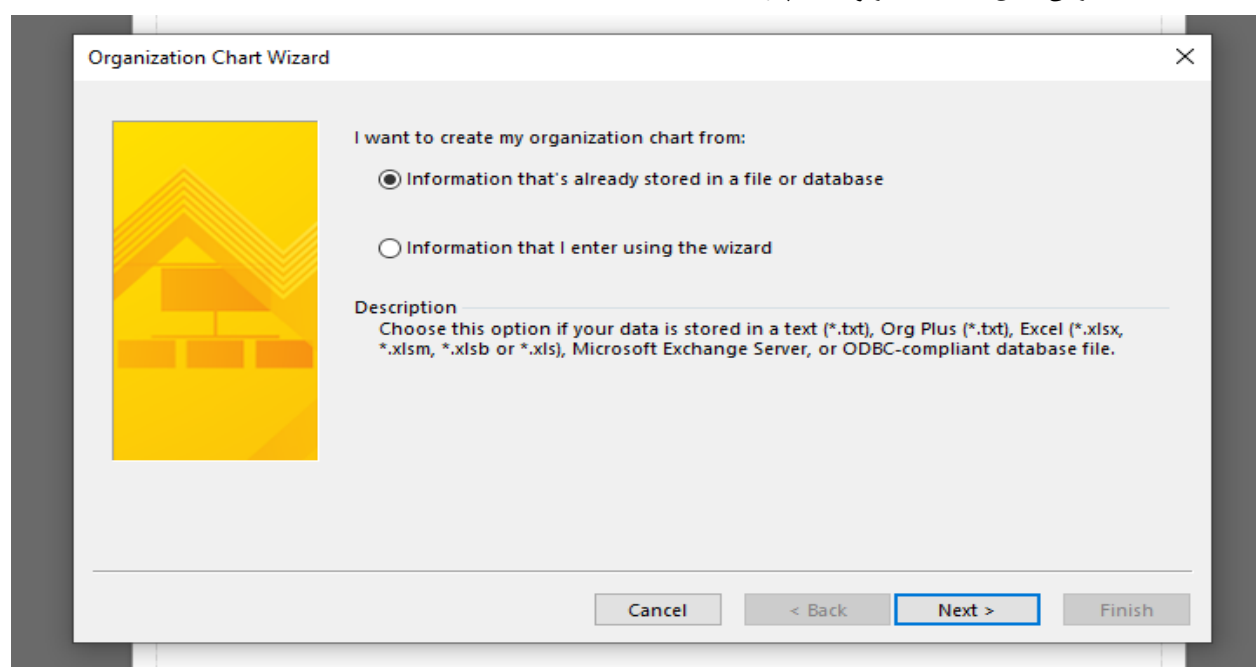 Organization Chart Wizard
I want to create my organization chart from:
Information that's already stored in a file or database
Information that I enter using the wizard
Description
Choose this option if your data is stored in a text (*.txt), Org Plus (*.txt), Excel (*.xlsx,
*.xlsm, *.xlsb or *.xls), Microsoft Exchange Server, or ODBC-compliant database file.
Cancel
< Back
Next >
Finish